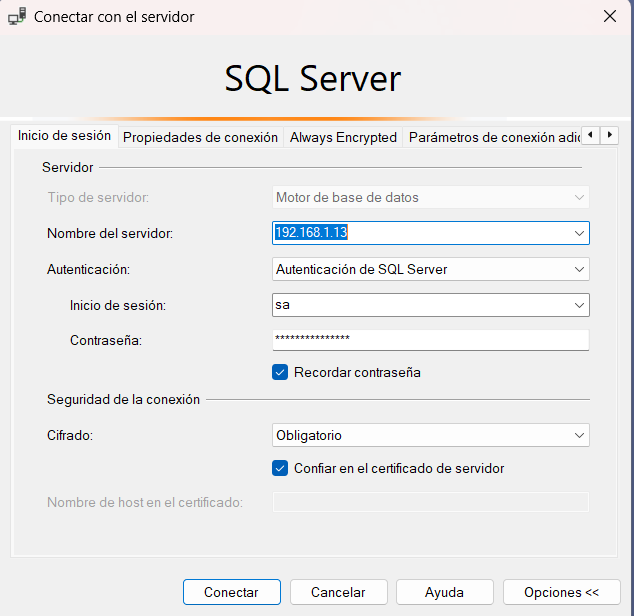 Conectar con el servidor
SQL Server
Inicio de sesión
Propiedades de conexión
Always Encrypted
Parámetros de conexión adic
Servidor
Tipo de servidor:
Motor de base de datos
Nombre del servidor:
192.168.1.13
Autenticación:
Autenticación de SQL Server
Inicio de sesión:
sa
Contraseña:
***************
Recordar contraseña
Seguridad de la conexión
Cifrado:
Obligatorio
Confiar en el certificado de servidor
Nombre de host en el certificado:
Conectar
Cancelar
Ayuda
Opciones <<